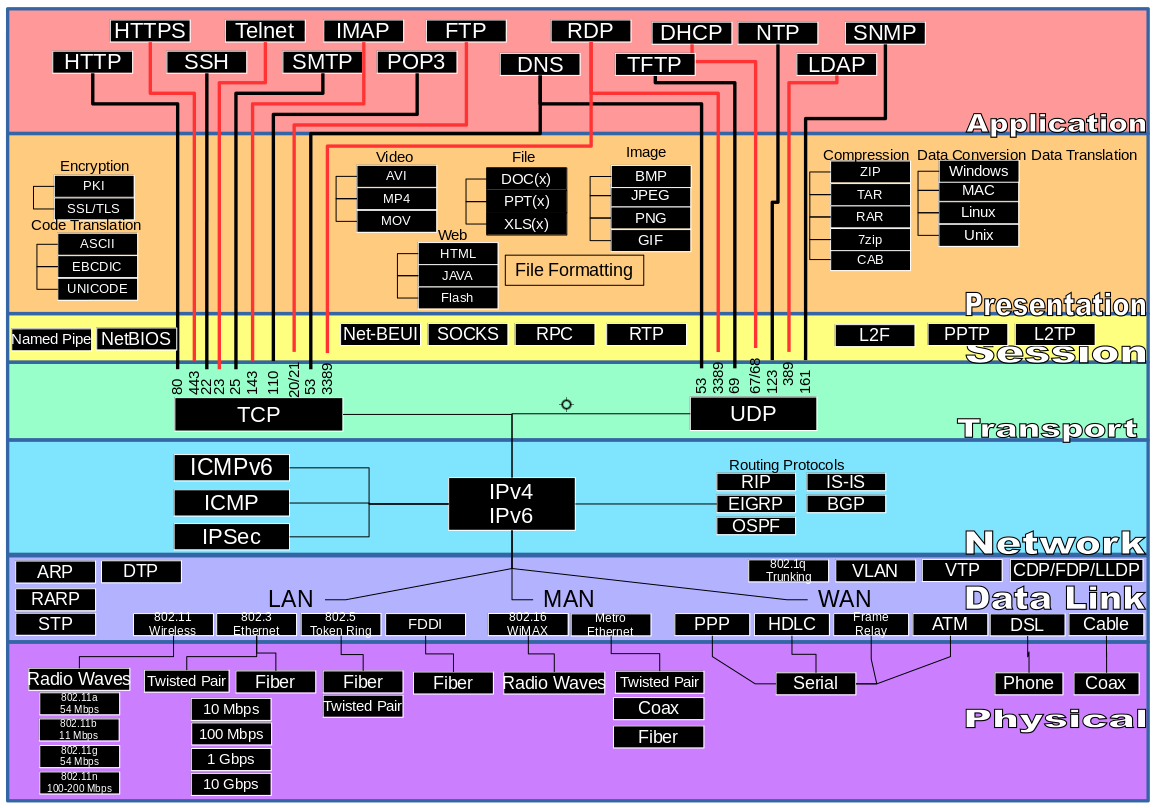 HTTPS
Telnet
IMAP
FTP
RDP
DHCP
NTP
SNMP
HTTP
SSH
SMTP
POP3
DNS
TFTP
LDAP
Application
Encryption
PKI
SSL/TLS
Code Translation
ASCII
EBCDIC
UNICODE
Video
AVI
MP4
MOV
Web
HTML
JAVA
Flash
File
DOC(x)
PPT(x)
XLS(x)
File Formatting
Image
BMP
JPEG
PNG
GIF
Compression
ZIP
TAR
RAR
7zip
CAB
Data Conversion
Windows
MAC
Linux
Unix
Data Translation
Presentation
Named Pipe
NetBIOS
Net-BEUI
SOCKS
RPC
RTP
L2F
PPTP
L2TP
Session
80
443
22
23
25
143
110
20/21
53
3389
53
3389
69
67/68
123
389
161
TCP
UDP
Transport
ICMPv6
ICMP
IPSec
IPv4
IPv6
Routing Protocols
RIP
IS-IS
EIGRP
BGP
OSPF
Network
ARP
DTP
RARP
STP
802.1q
Trunking
VLAN
VTP
CDP/FDP/LLDP
LAN
MAN
WAN
Data Link
802.11
Wireless
802.3
Ethernet
802.5
Token Ring
FDDI
802.16
WiMAX
Metro
Ethernet
PPP
HDLC
Frame
Relay
ATM
DSL
Cable
Radio Waves
802.11a
54 Mbps
802.11b
11 Mbps
802.11g
54 Mbps
802.11n
100-200 Mbps
Twisted Pair
Fiber
10 Mbps
100 Mbps
1 Gbps
10 Gbps
Fiber
Twisted Pair
Fiber
Radio Waves
Twisted Pair
Coax
Fiber
Serial
Phone
Coax
Physical